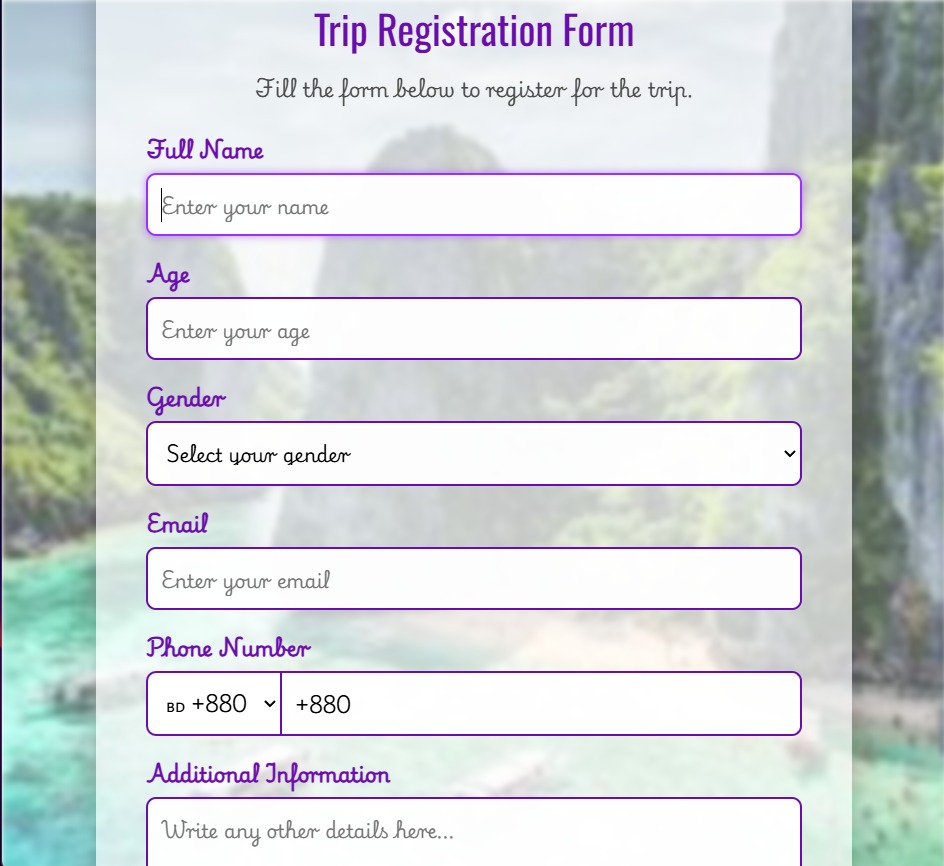 Trip Registration Form
Fill the form below to register for the trip.
Full Name
Enter your name
Age
Enter your age
Gender
Select your gender
Email
Enter your email
Phone Number
BD +880 +880
Additional Information
Write any other details here...